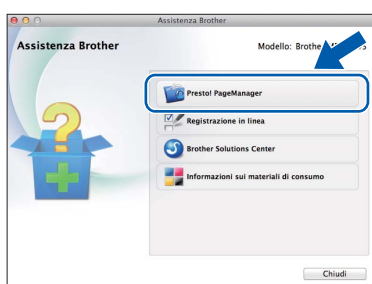 Assistenza Brother
Assistenza Brother
Modello: Brothe
Presto! PageManager
Registrazione in linea
Brother Solutions Center
Informazioni sui materiali di consumo
Chiudi